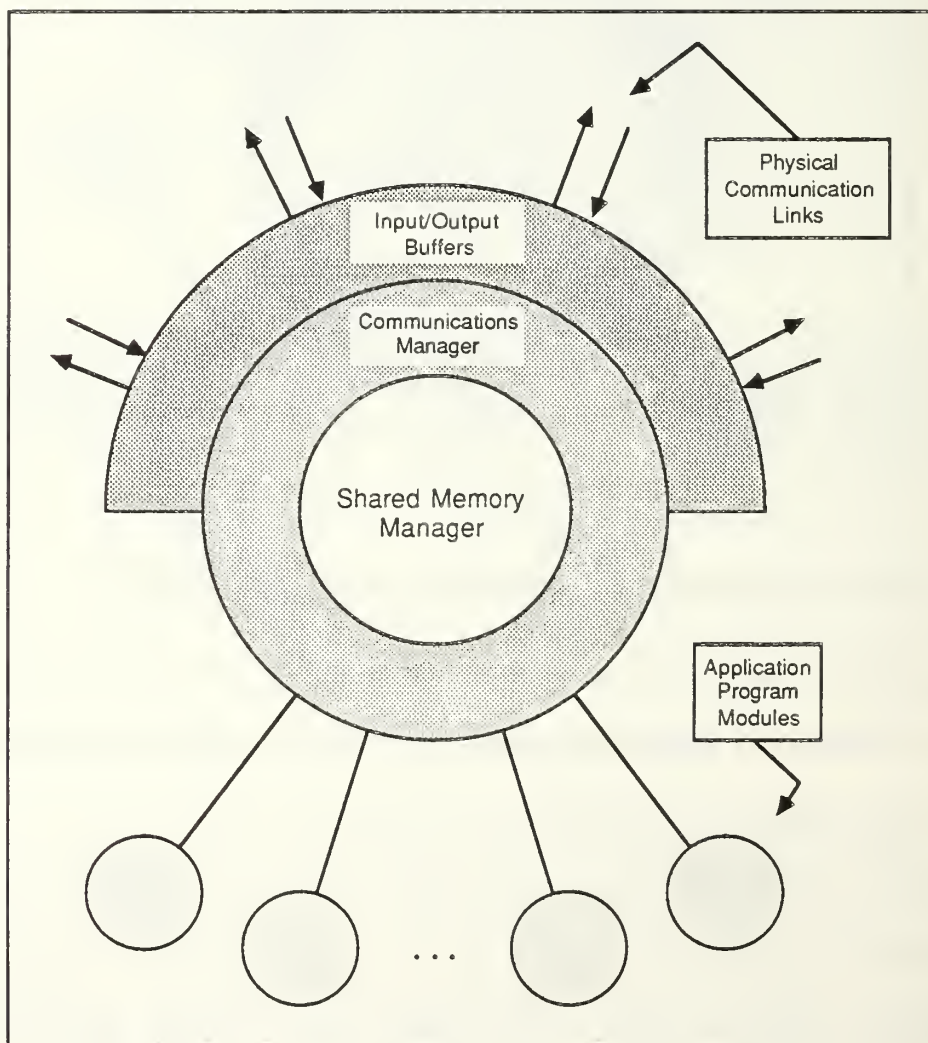 Physical
Communication
Links
Input/Output
Buffers
Communications
Manager
Shared Memory
Manager
Application
Program
Modules
...